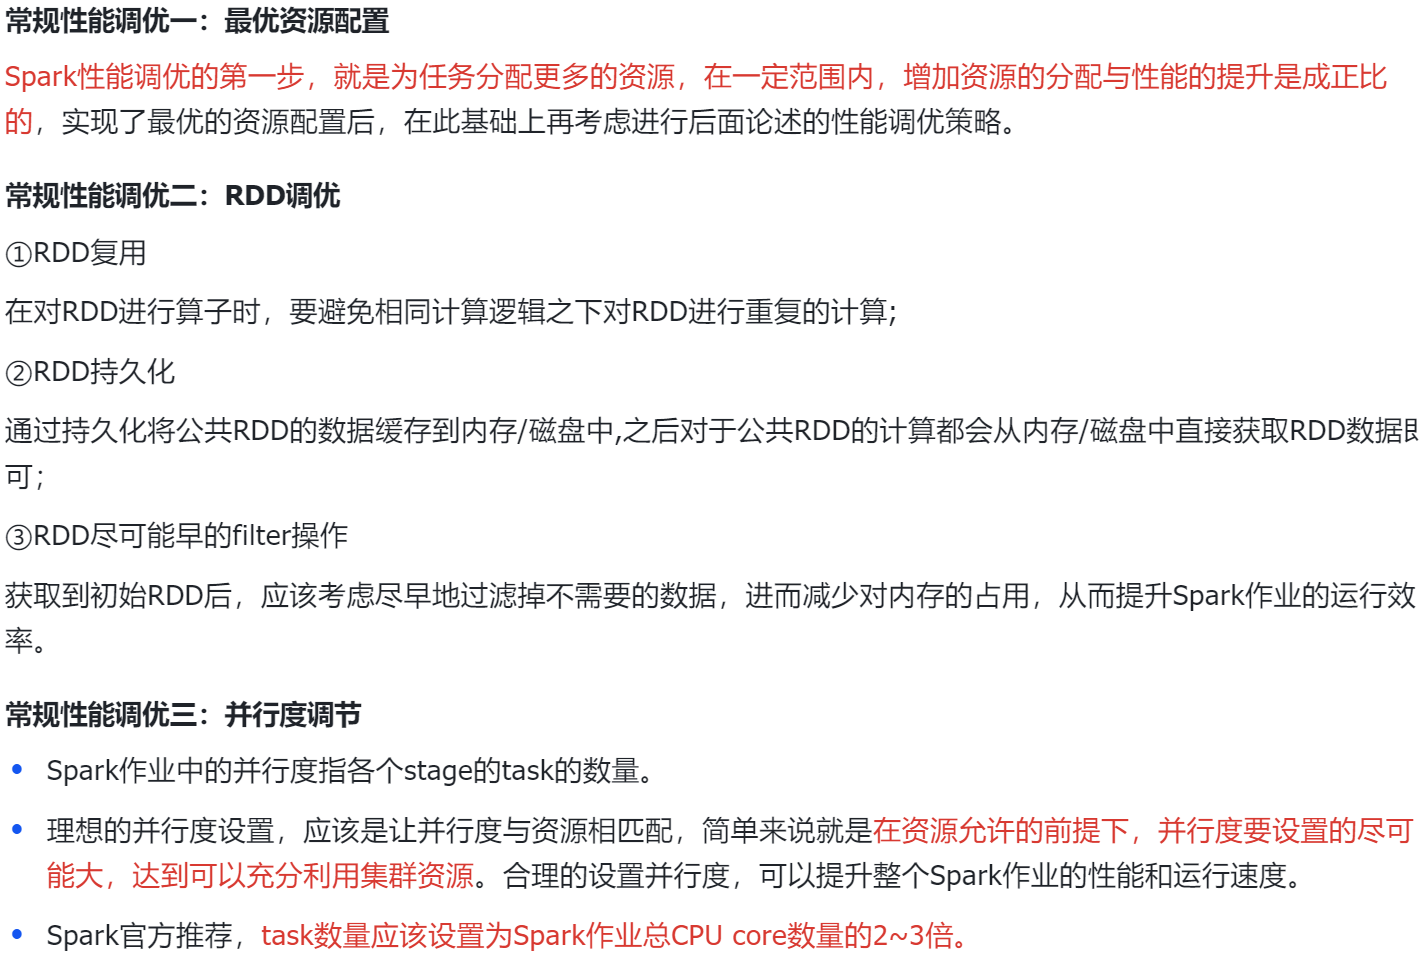 常规性能调优一：最优资源配置
Spark性能调优的第一步，就是为任务分配更多的资源，在一定范围内，增加资源的分配与性能的提升是成正比
的，实现了最优的资源配置后，在此基础上再考虑进行后面论述的性能调优策略。
常规性能调优二：RDD调优
①RDD复用
在对RDD进行算子时，要避免相同计算逻辑之下对RDD进行重复的计算;
②RDD持久化
通过持久化将公共RDD的数据缓存到内存/磁盘中,之后对于公共RDD的计算都会从内存/磁盘中直接获取RDD数据即
可；
③RDD尽可能早的filter操作
获取到初始RDD后，应该考虑尽早地过滤掉不需要的数据，进而减少对内存的占用，从而提升Spark作业的运行效
率。
常规性能调优三：并行度调节
• Spark作业中的并行度指各个stage的task的数量。
• 理想的并行度设置，应该是让并行度与资源相匹配，简单来说就是在资源允许的前提下，并行度要设置的尽可
能大，达到可以充分利用集群资源。合理的设置并行度，可以提升整个Spark作业的性能和运行速度。
• Spark官方推荐，task数量应该设置为Spark作业总CPU core数量的2~3倍。